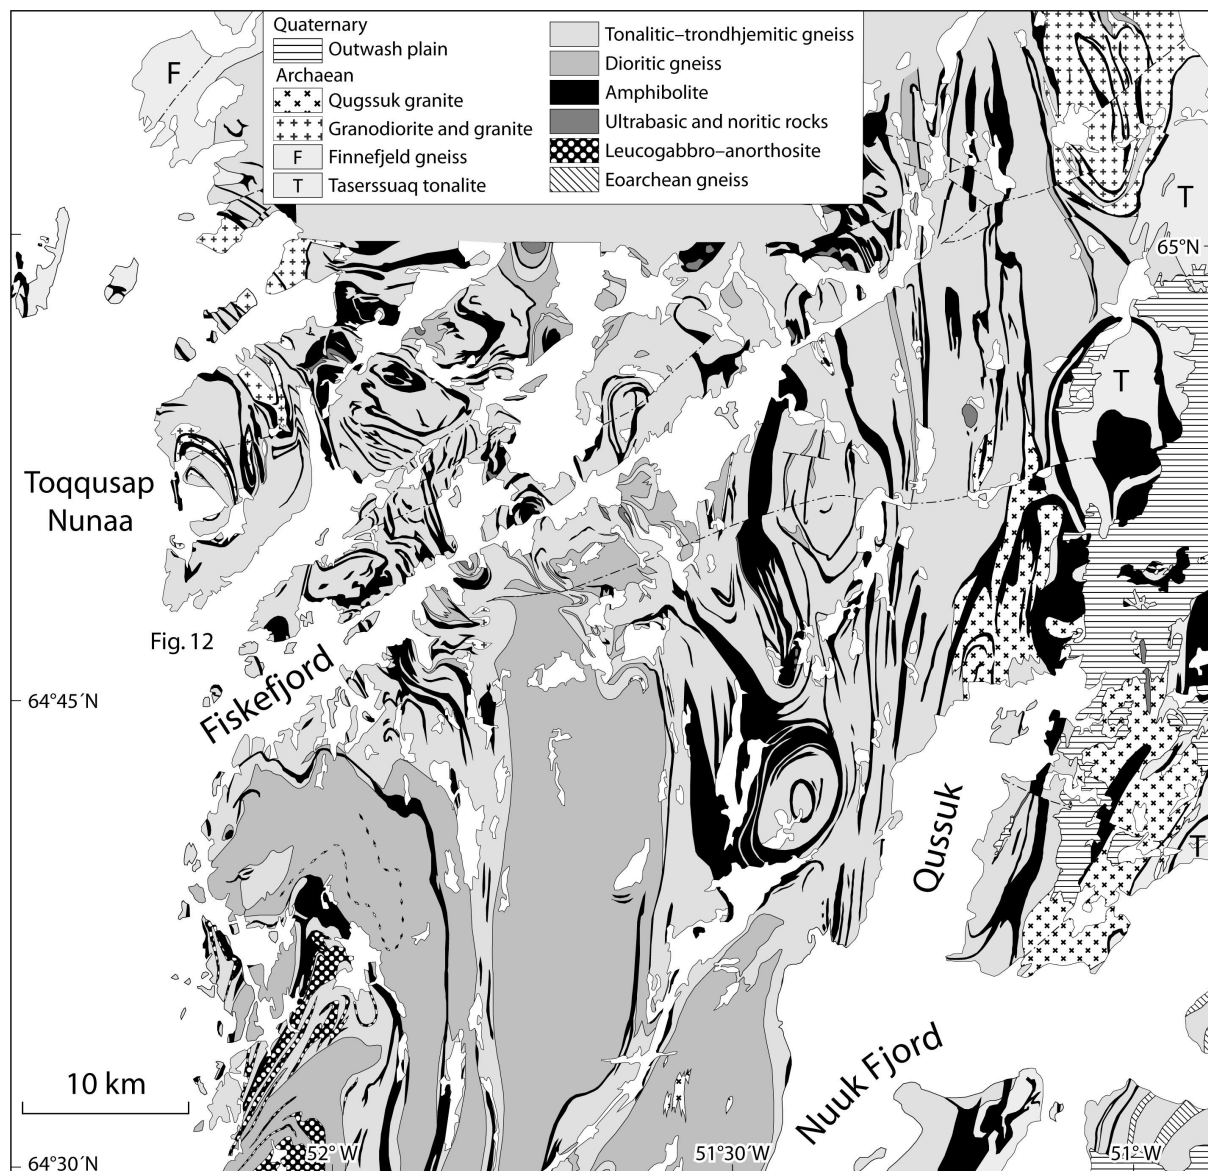 Quaternary
Outwash plain
Archaean
Qugssuk granite
Granodiorite and granite
F Finnefjeld gneiss
T Taserssuaq tonalite
Tonalitic–trondhjemitic gneiss
Dioritic gneiss
Amphibolite
Ultrabasic and noritic rocks
Leucogabbro–anorthosite
Eoarchean gneiss
F
T
65°N
T
Toqqusap
Nunaa
Fig. 12
Fiskefjord
64°45´N
Qussuk
T
Nuuk Fjord
10 km
52° W
51°30´W
51° W
64°30´N